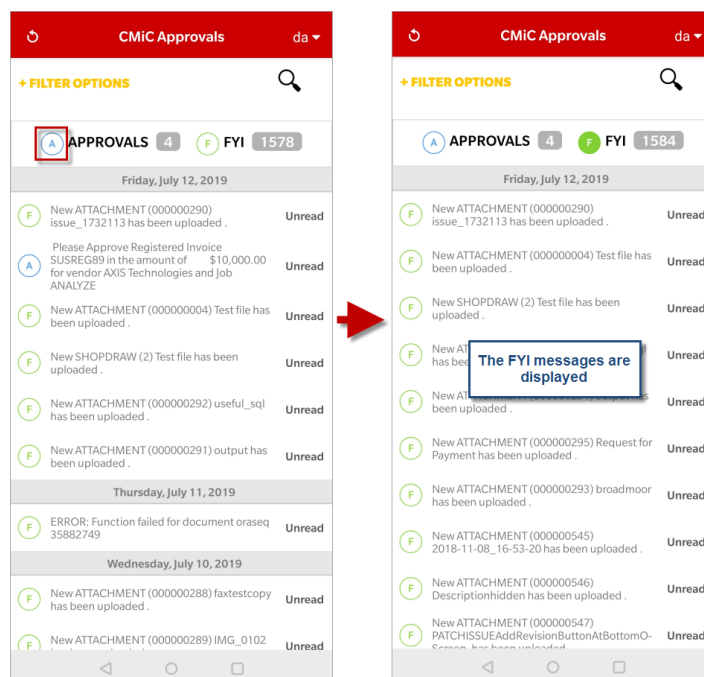 CMiC Approvals
da
+ FILTER OPTIONS
A APPROVALS 4 F FYI 1578
Friday, July 12, 2019
F
New ATTACHMENT (000000290)
issue_1732113 has been uploaded .
Unread
A
Please Approve Registered Invoice
SUSREG89 in the amount of $10,000.00
for vendor AXIS Technologies and Job
ANALYZE
Unread
F
New ATTACHMENT (000000004) Test file has
been uploaded .
Unread
F
New SHOPDRAW (2) Test file has been
uploaded .
Unread
F
New ATTACHMENT (000000292) useful_sql
has been uploaded .
Unread
F
New ATTACHMENT (000000291) output has
been uploaded .
Unread
Thursday, July 11, 2019
F
ERROR: Function failed for document oraseq
35882749
Unread
Wednesday, July 10, 2019
F
New ATTACHMENT (000000288) faxtestcopy
has been uploaded .
Unread
F
New ATTACHMENT (000000289) IMG_0102
Unread
CMiC Approvals
da
+ FILTER OPTIONS
A APPROVALS 4 F FYI 1584
Friday, July 12, 2019
F
New ATTACHMENT (000000290)
issue_1732113 has been uploaded .
Unread
F
New ATTACHMENT (000000004) Test file has
been uploaded .
Unread
F
New SHOPDRAW (2) Test file has been
uploaded .
Unread
F
New
has
Unread
The FYI messages are
displayed
F
New
been uploaded .
Unread
F
New ATTACHMENT (000000295) Request for
Payment has been uploaded .
Unread
F
New ATTACHMENT (000000293) broadmoor
has been uploaded .
Unread
F
New ATTACHMENT (000000545)
2018-11-08_16-53-20 has been uploaded .
Unread
F
New ATTACHMENT (000000546)
Descriptionhidden has been uploaded .
Unread
F
New ATTACHMENT (000000547)
PATCHISSUEAddRevisionButtonAtBottomO-
Screen has been uploaded
Unread